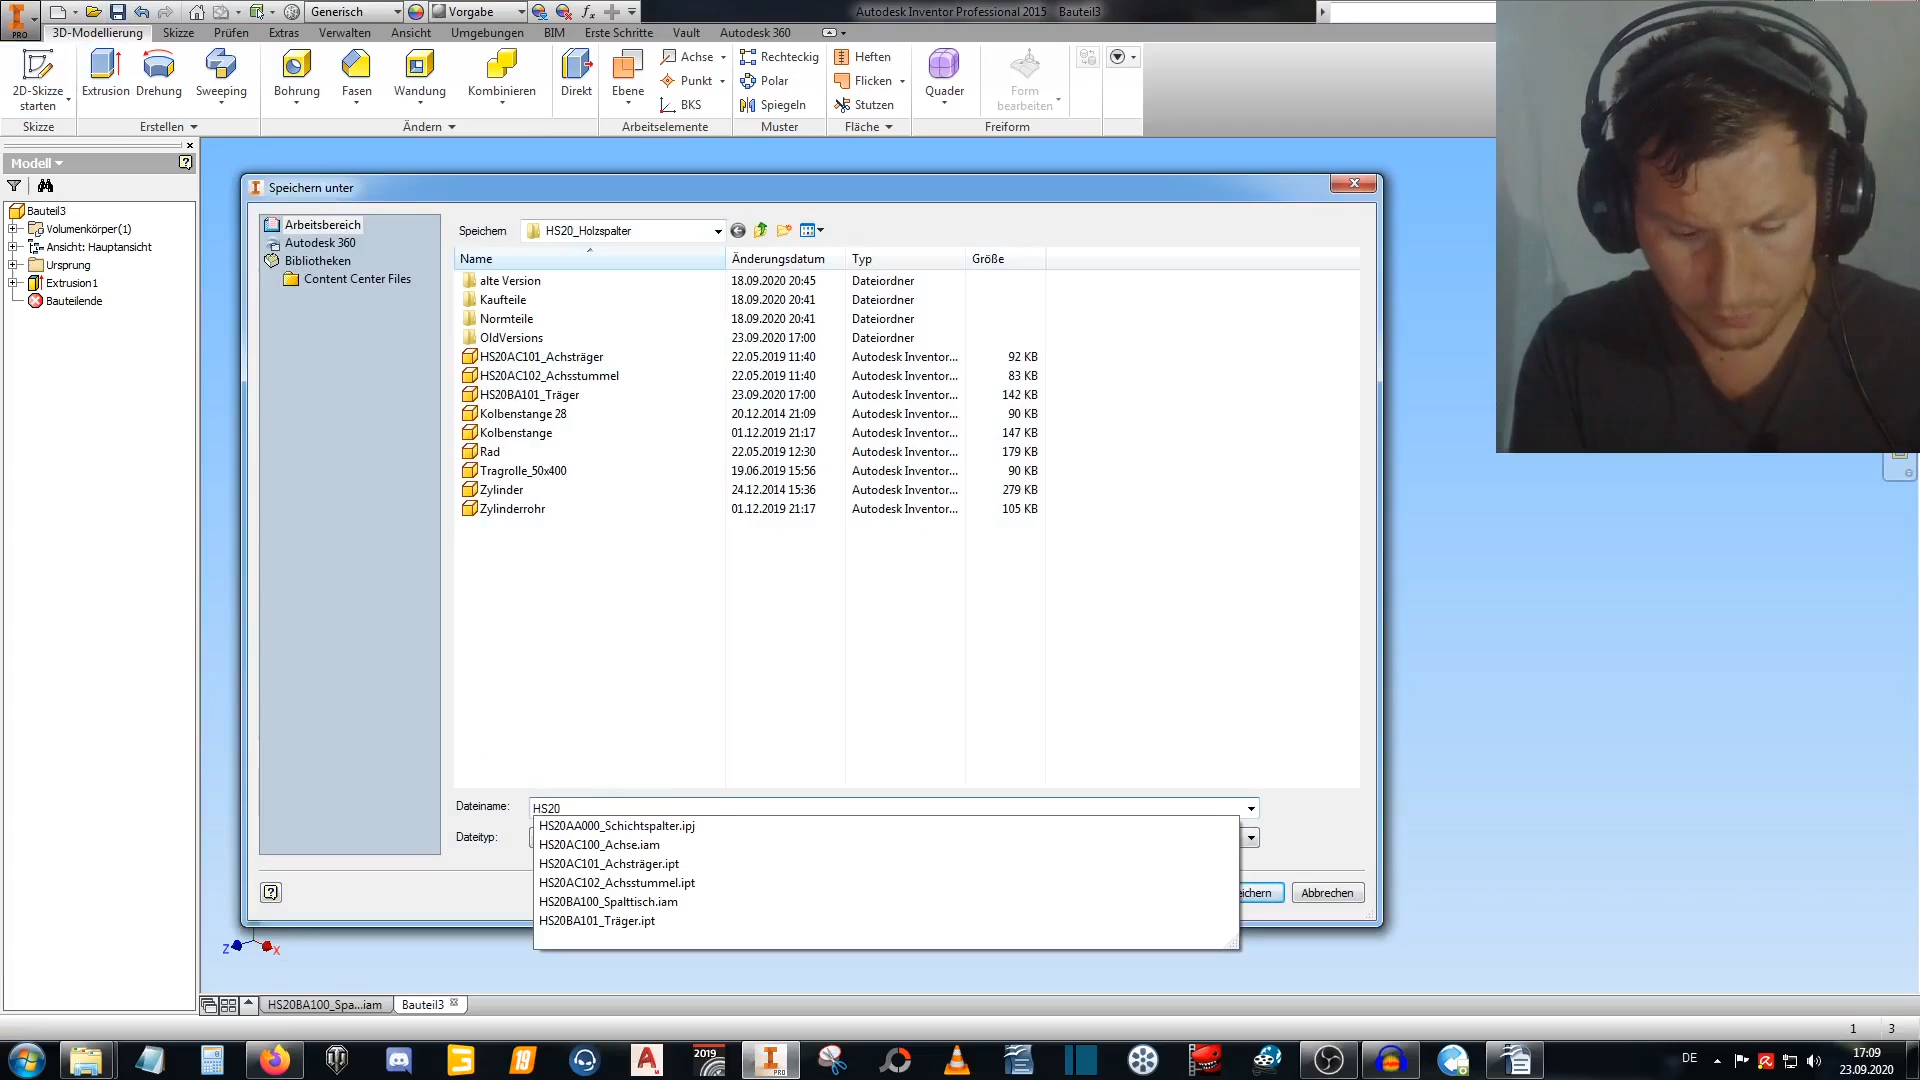 Generisch Vorgabe Autodesk Inventor Professional 2015 Bauteil3
PRO 3D-Modellierung Skizze Prüfen Extras Verwalten Ansicht Umgebungen BIM Erste Schritte Vault Autodesk 360
2D-Skizze starten
Extrusion Drehung Sweeping
Bohrung Fasen Wandung Kombinieren
Direkt
Ebene
Achse
Punkt
BKS
Rechteckig
Polar
Spiegeln
Heften
Flicken
Stutzen
Quader
Form bearbeiten
Skizze Erstellen Ändern Arbeitselemente Muster Fläche Freiform
Modell
Bauteil3
Volumenkörper(1)
Ansicht: Hauptansicht
Ursprung
Extrusion1
Bauteilende
Speichern unter
Arbeitsbereich
Autodesk 360
Bibliotheken
Content Center Files
Speichern HS20_Holzspalter
Name Änderungsdatum Typ Größe
alte Version 18.09.2020 20:45 Dateiordner
Kaufteile 18.09.2020 20:41 Dateiordner
Normteile 18.09.2020 20:41 Dateiordner
OldVersions 23.09.2020 17:00 Dateiordner
HS20AC101_Achsträger 22.05.2019 11:40 Autodesk Inventor... 92 KB
HS20AC102_Achsstummel 22.05.2019 11:40 Autodesk Inventor... 83 KB
HS20BA101_Träger 23.09.2020 17:00 Autodesk Inventor... 142 KB
Kolbenstange 28 20.12.2014 21:09 Autodesk Inventor... 90 KB
Kolbenstange 01.12.2019 21:17 Autodesk Inventor... 147 KB
Rad 22.05.2019 12:30 Autodesk Inventor... 179 KB
Tragrolle_50x400 19.06.2019 15:56 Autodesk Inventor... 90 KB
Zylinder 24.12.2014 15:36 Autodesk Inventor... 279 KB
Zylinderrohr 01.12.2019 21:17 Autodesk Inventor... 105 KB
Dateiname: HS20
HS20AA000_Schichtspalter.ipj
Dateityp:
HS20AC100_Achse.iam
HS20AC101_Achsträger.ipt
HS20AC102_Achsstummel.ipt
HS20BA100_Spalttisch.iam
HS20BA101_Träger.ipt
eichern Abbrechen
Z X
HS20BA100_Spa...iam Bauteil3
1 3
2019 19 PRO DE 17:09
23.09.2020